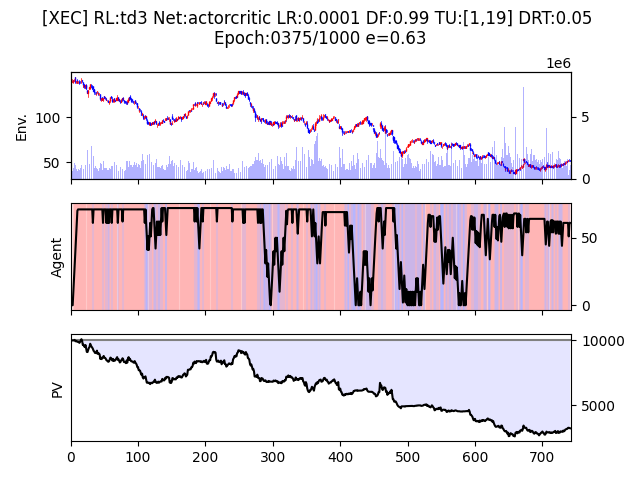 [XEC] RL:td3 Net:actorcritic LR:0.0001 DF:0.99 TU:[1,19] DRT:0.05
Epoch:0375/1000 e=0.63
1e6
Env.
100
50
5
0
Agent
50
0
PV
10000
5000
0 100 200 300 400 500 600 700